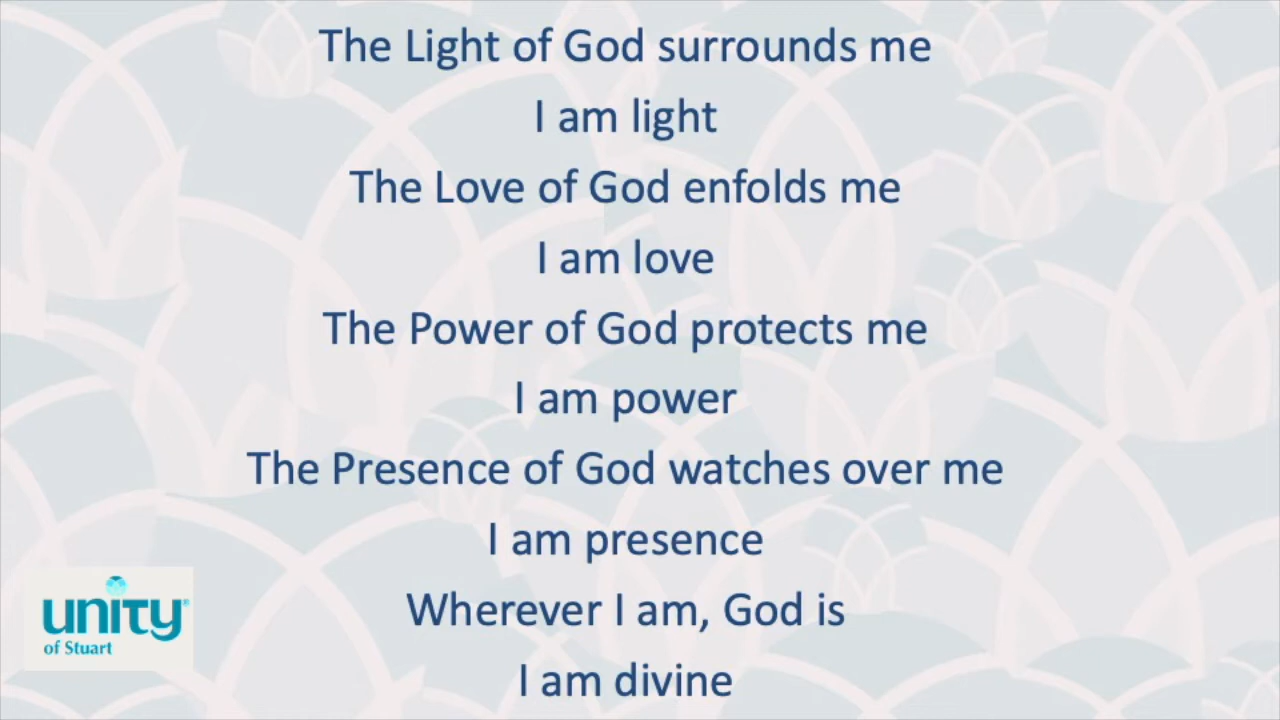 The Light of God surrounds me
I am light
The Love of God enfolds me
I am love
The Power of God protects me
I am power
The Presence of God watches over me
I am presence
Wherever I am, God is
I am divine
unity®
of Stuart